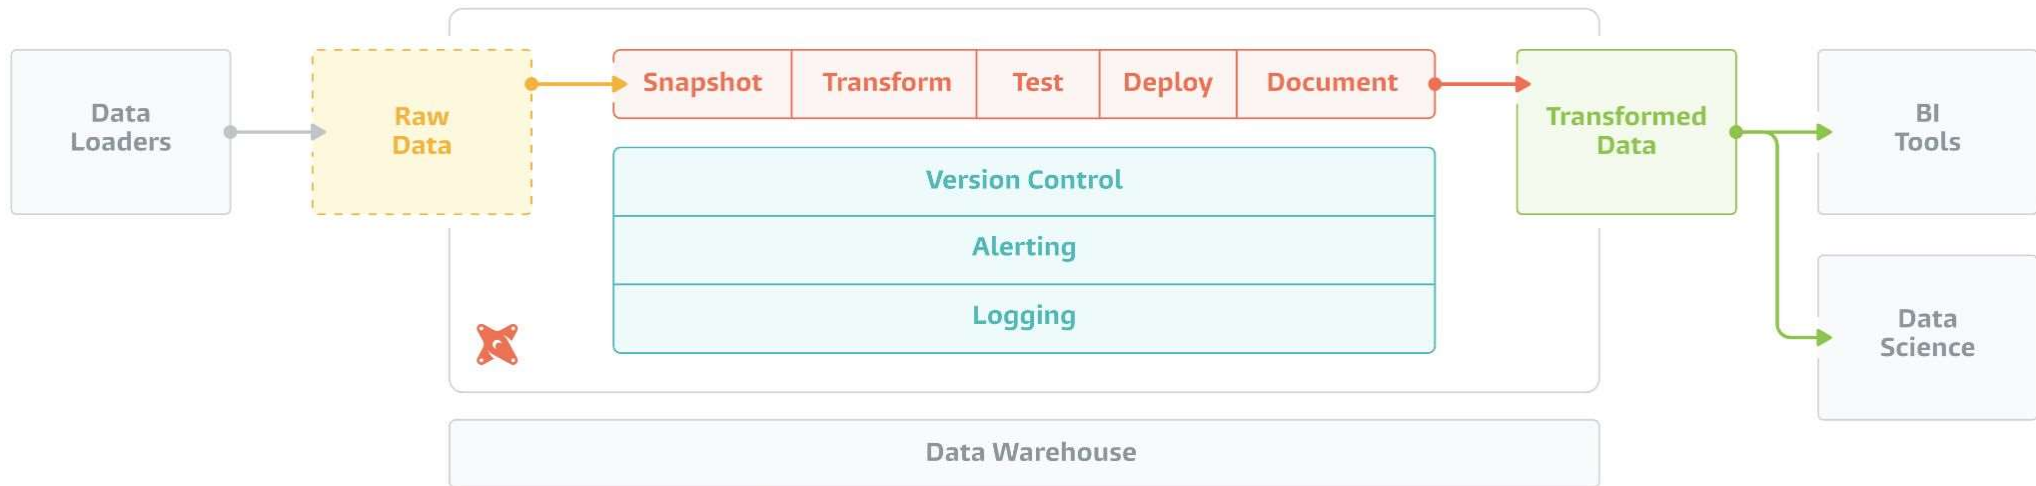 Data
Loaders
Raw
Data
Snapshot
Transform
Test
Deploy
Document
Version Control
Alerting
Logging
Transformed
Data
BI
Tools
Data
Science
Data Warehouse